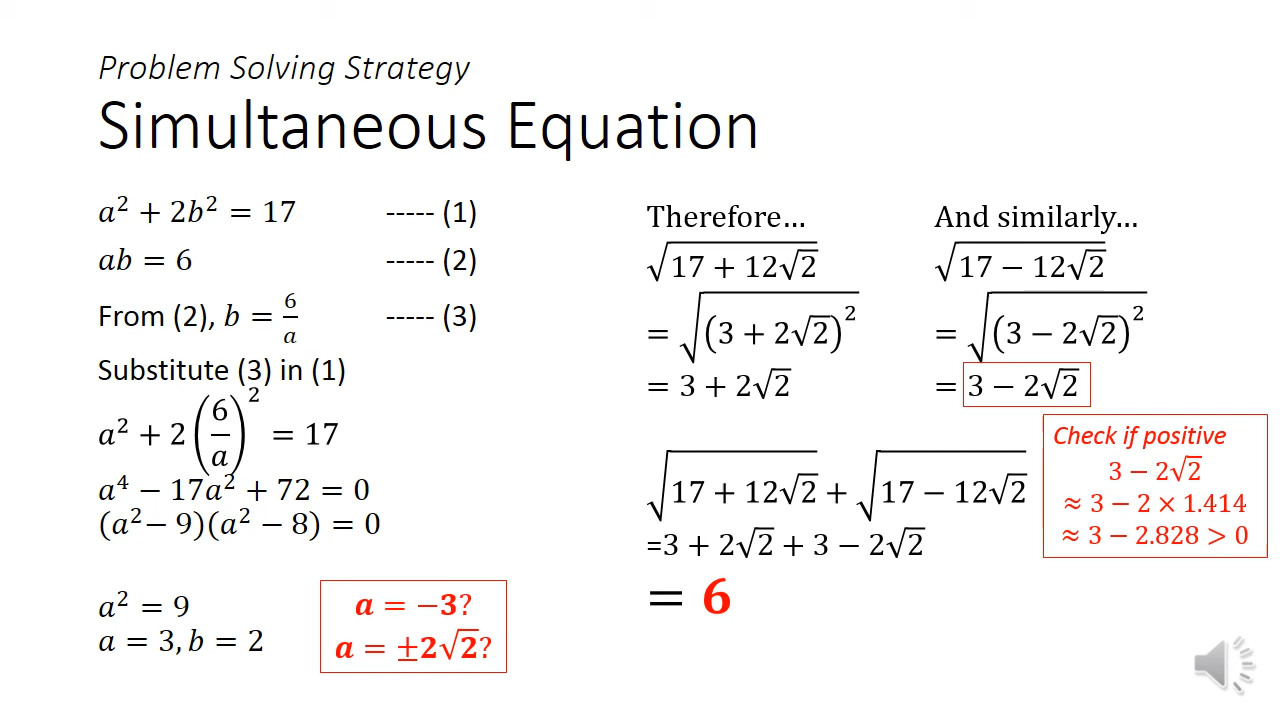 Problem Solving Strategy
Simultaneous Equation
a² + 2b² = 17 ----- (1)
ab = 6 ----- (2)
From (2), b = 6/a ----- (3)
Substitute (3) in (1)
a² + 2(6/a)² = 17
a⁴ − 17a² + 72 = 0
(a² − 9)(a² − 8) = 0
a² = 9
a = 3, b = 2
a = −3?
a = ±2√2?
Therefore…
√(17 + 12√2)
= √((3 + 2√2)²)
= 3 + 2√2
And similarly…
√(17 − 12√2)
= √((3 − 2√2)²)
= 3 − 2√2
Check if positive
3 − 2√2
≈ 3 − 2 × 1.414
≈ 3 − 2.828 > 0
√(17 + 12√2) + √(17 − 12√2)
=3 + 2√2 + 3 − 2√2
= 6